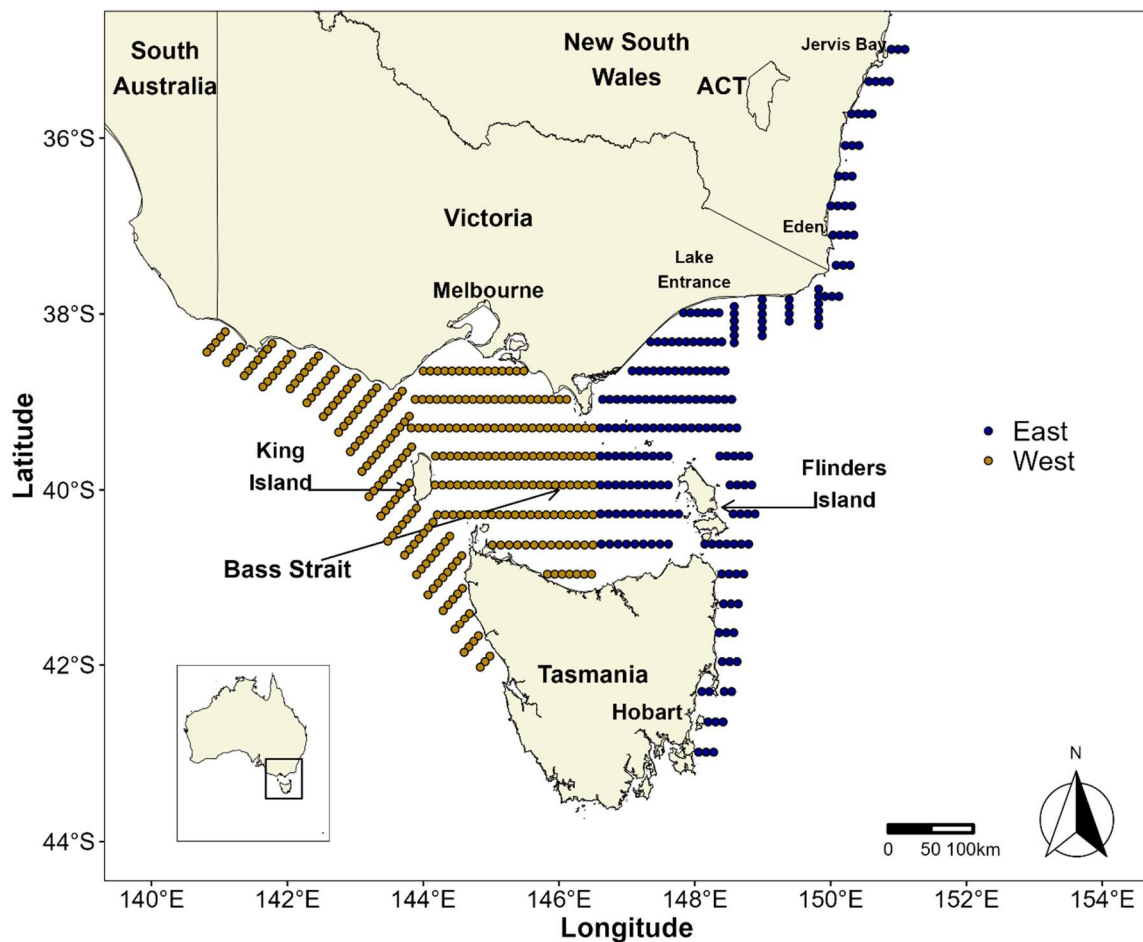 South
Australia
New South
Wales
Jervis Bay
ACT
36°S
Victoria
Eden
Lake
Entrance
Melbourne
38°S
King
Island
Flinders
Island
East
West
Latitude
40°S
Bass Strait
42°S
Tasmania
Hobart
N
0 50 100km
44°S
140°E 142°E 144°E 146°E 148°E 150°E 152°E 154°E
Longitude